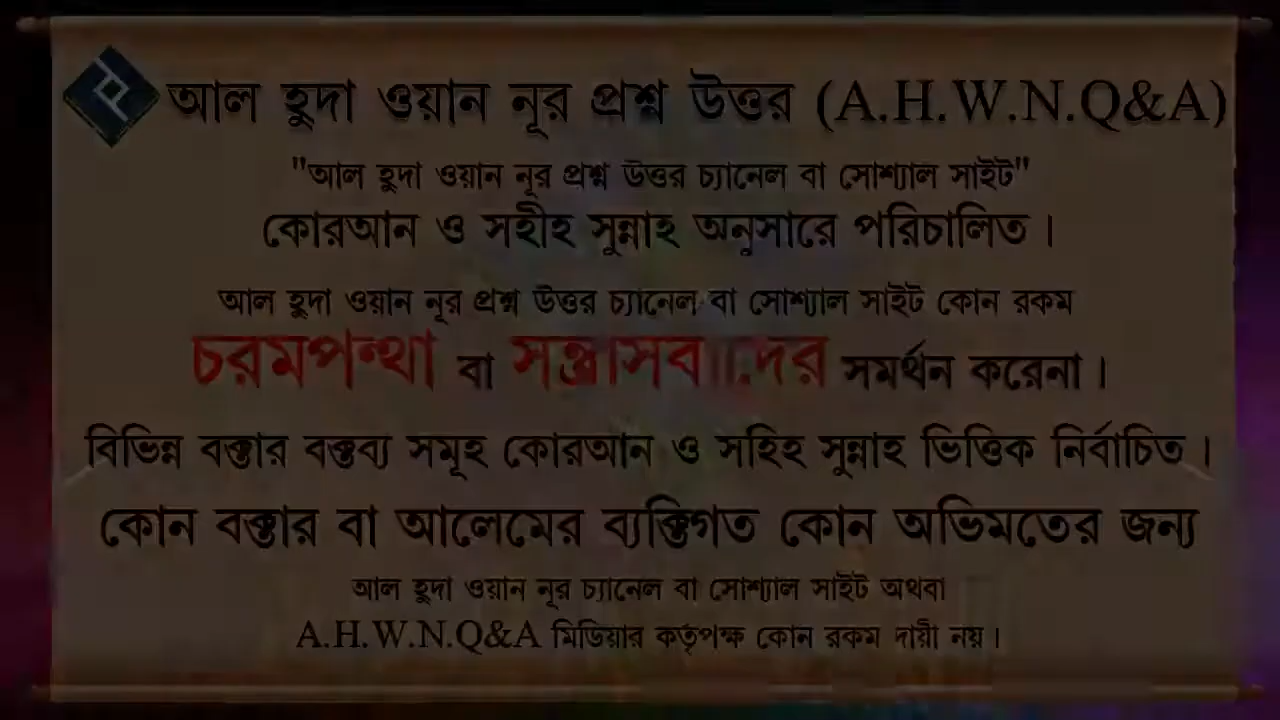 আল হুদা ওয়ান নূর প্রশ্ন উত্তর (A.H.W.N.Q&A)
"আল হুদা ওয়ান নূর প্রশ্ন উত্তর চ্যানেল বা সোশ্যাল সাইট"
কোরআন ও সহীহ সুন্নাহ অনুসারে পরিচালিত।
আল হুদা ওয়ান নূর প্রশ্ন উত্তর চ্যানেল বা সোশ্যাল সাইট কোন রকম
চরমপন্থা বা সন্ত্রাসবাদের সমর্থন করেনা।
বিভিন্ন বক্তার বক্তব্য সমূহ কোরআন ও সহিহ সুন্নাহ ভিত্তিক নির্বাচিত।
কোন বক্তার বা আলেমের ব্যক্তিগত কোন অভিমতের জন্য
আল হুদা ওয়ান নূর চ্যানেল বা সোশ্যাল সাইট অথবা
A.H.W.N.Q&A মিডিয়ার কর্তৃপক্ষ কোন রকম দায়ী নয়।